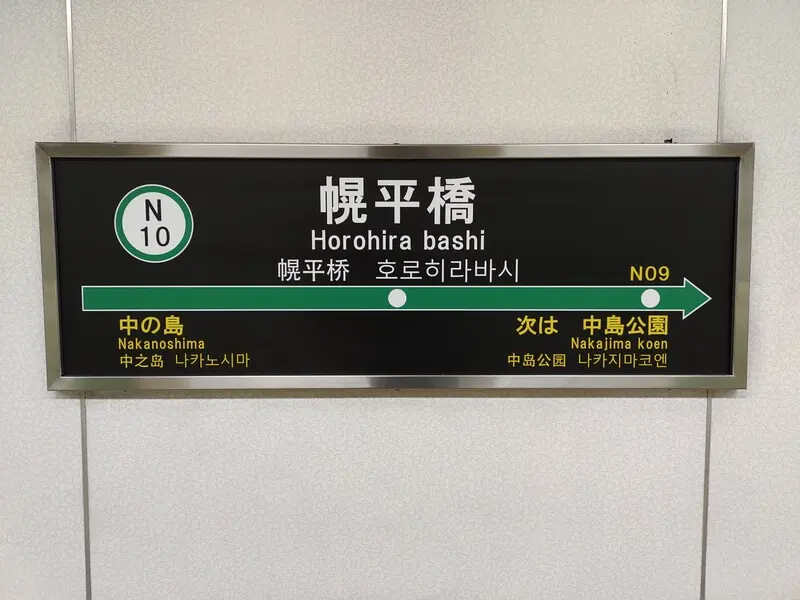 N
10
幌平橋
Horohira bashi
幌平桥 호로히라바시
N09
中の島
Nakanoshima
中之岛 나카노시마
次は 中島公園
Nakajima koen
中岛公园 나카지마코엔